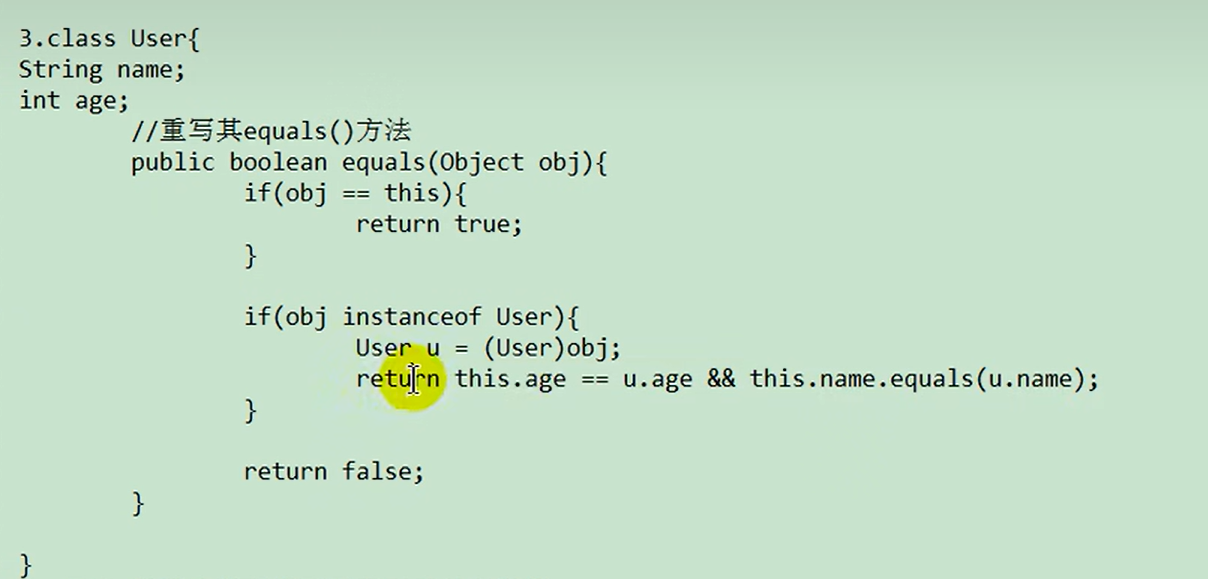 3.class User{
String name;
int age;
//重写其equals()方法
public boolean equals(Object obj){
if(obj == this){
return true;
}
if(obj instanceof User){
User u = (User)obj;
return this.age == u.age && this.name.equals(u.name);
}
return false;
}
}